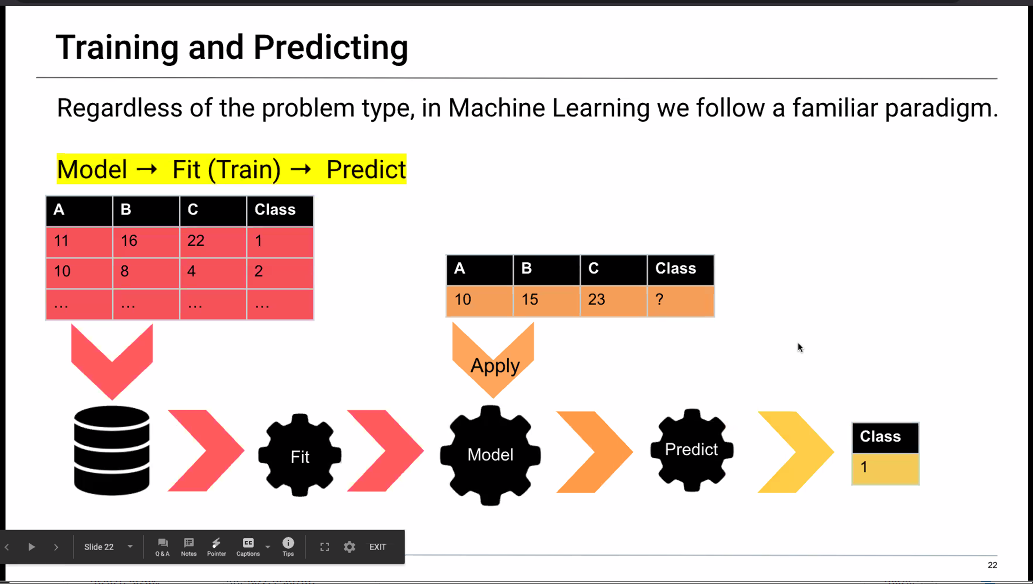 Training and Predicting
Regardless of the problem type, in Machine Learning we follow a familiar paradigm.
Model → Fit (Train) → Predict
A B C Class
11 16 22 1
10 8 4 2
... ... ... ...
A B C Class
10 15 23 ?
Apply
Fit
Model
Predict
Class
1
Slide 22
Q & A
Notes
Pointer
CC
Captions
Tips
EXIT
22